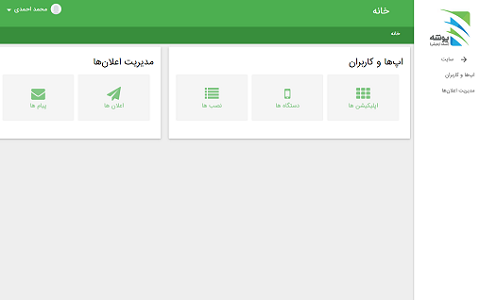 خانه
محمد احمدی
خانه
پوشه
سایت
اپ‌ها و کاربران
مدیریت اعلان‌ها
اپ‌ها و کاربران
اپلیکیشن ها
دستگاه ها
نصب ها
مدیریت اعلان‌ها
اعلان ها
پیام ها